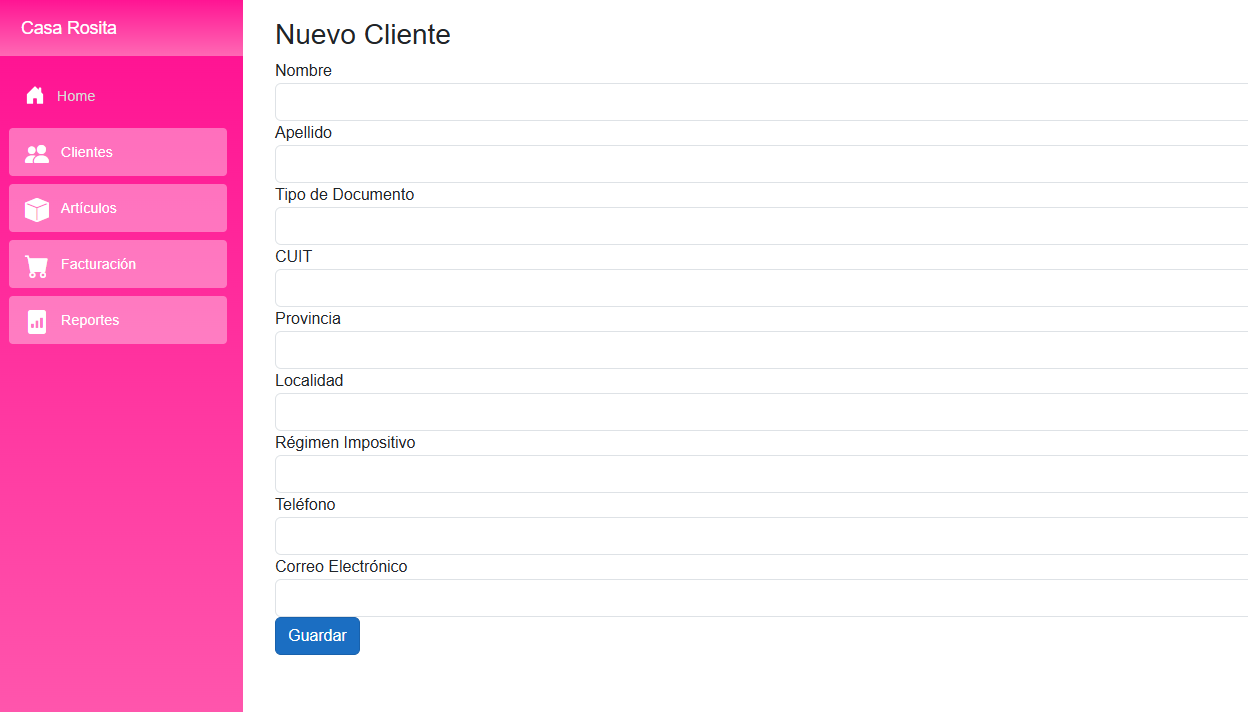 Casa Rosita
Home
Clientes
Artículos
Facturación
Reportes
Nuevo Cliente
Nombre
Apellido
Tipo de Documento
CUIT
Provincia
Localidad
Régimen Impositivo
Teléfono
Correo Electrónico
Guardar